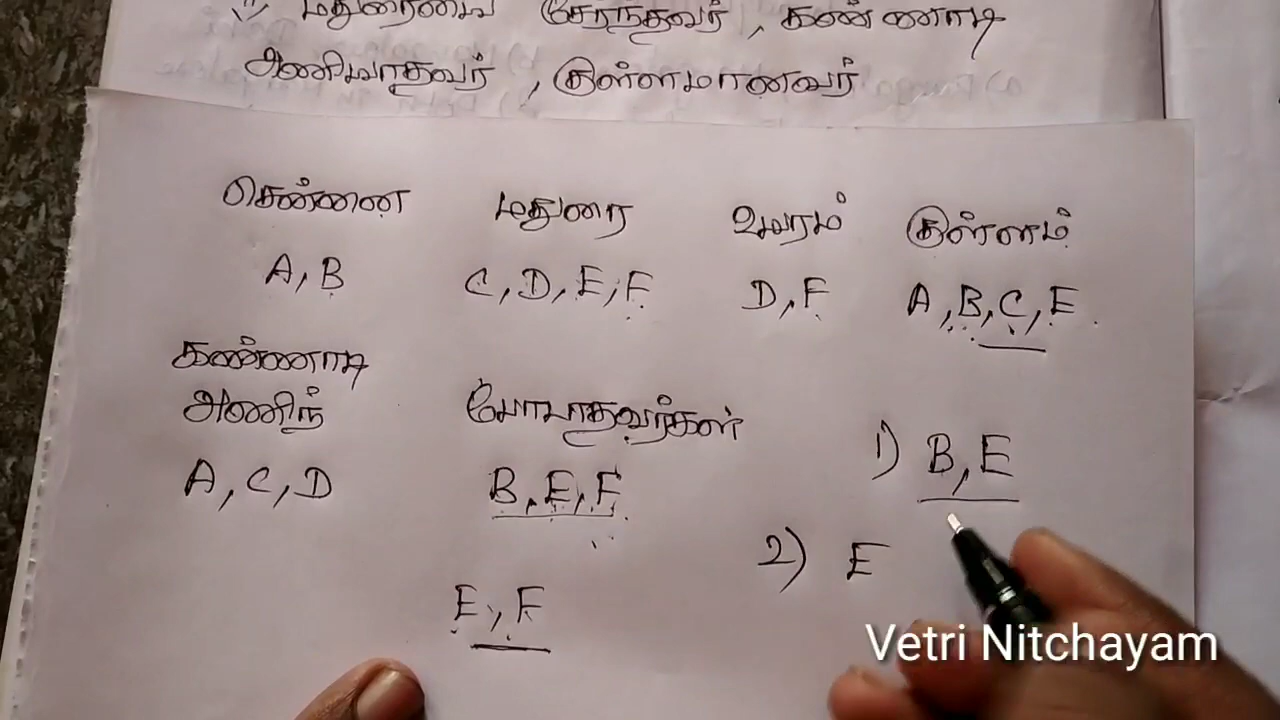 மதுரையை சேர்ந்தவர் , கண்ணாடி
அணியாதவர் , குள்ளமானவர்
சென்னை மதுரை உயரம் குள்ளம்
A, B C, D, E, F D, F A, B, C, E
கண்ணாடி
அணிந் யோயாதவர்கள்
1) B, E
A, C, D B, E, F
2) E
E, F
Vetri Nitchayam